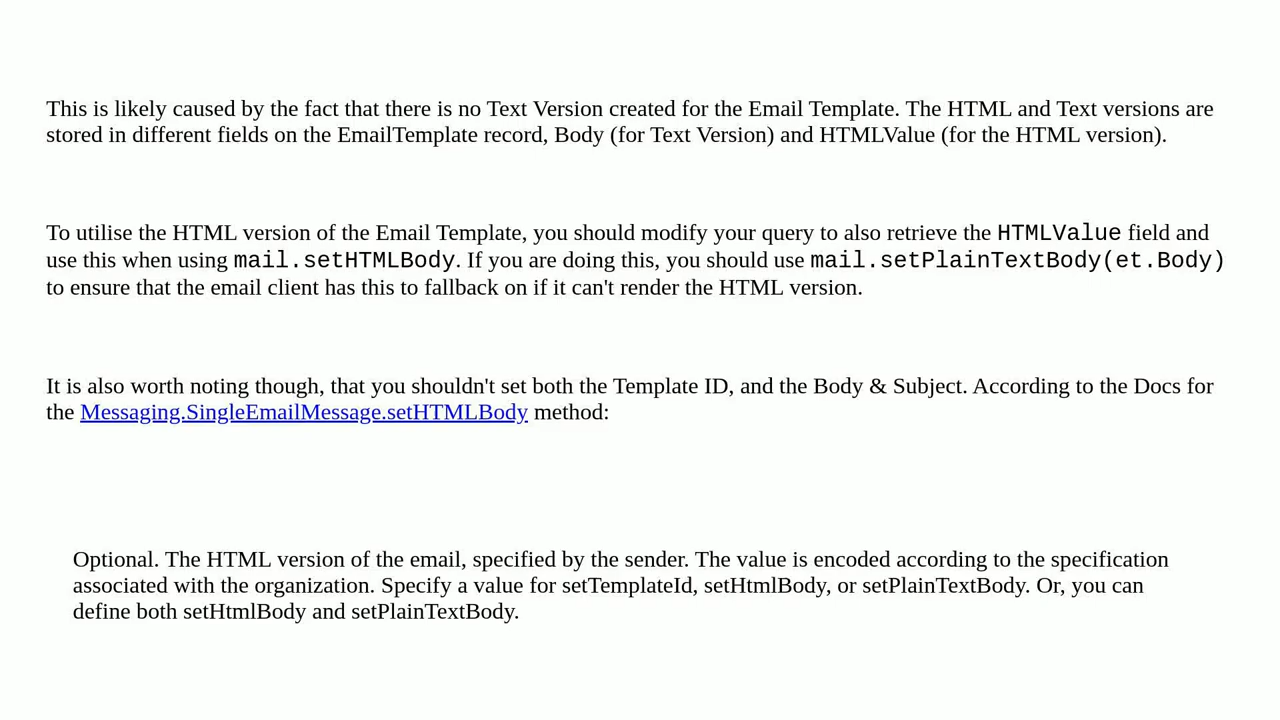 This is likely caused by the fact that there is no Text Version created for the Email Template. The HTML and Text versions are
stored in different fields on the EmailTemplate record, Body (for Text Version) and HTMLValue (for the HTML version).
To utilise the HTML version of the Email Template, you should modify your query to also retrieve the HTMLValue field and
use this when using mail.setHTMLBody. If you are doing this, you should use mail.setPlainTextBody(et.Body)
to ensure that the email client has this to fallback on if it can't render the HTML version.
It is also worth noting though, that you shouldn't set both the Template ID, and the Body & Subject. According to the Docs for
the Messaging.SingleEmailMessage.setHTMLBody method:
Optional. The HTML version of the email, specified by the sender. The value is encoded according to the specification
associated with the organization. Specify a value for setTemplateId, setHtmlBody, or setPlainTextBody. Or, you can
define both setHtmlBody and setPlainTextBody.